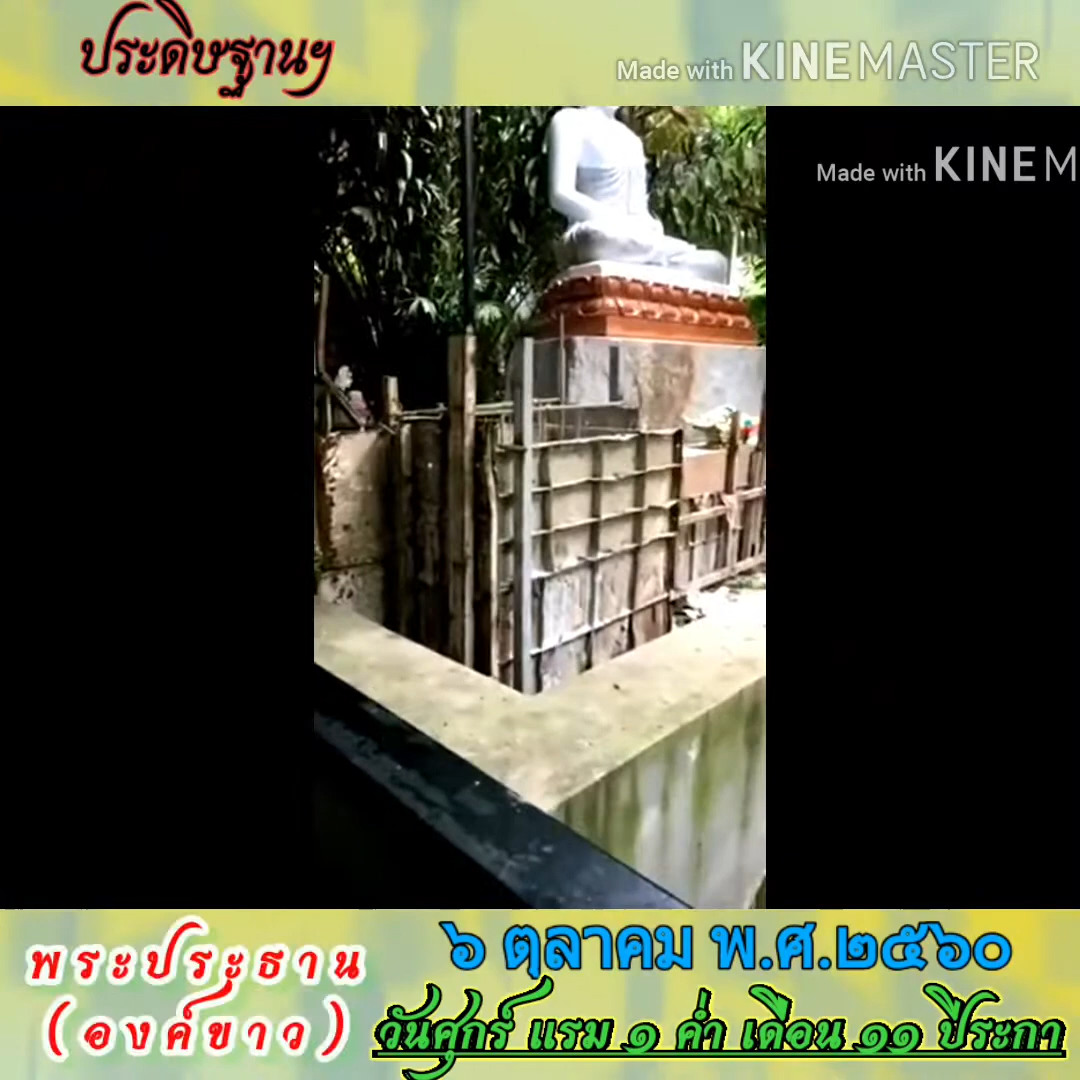 ประดิษฐานฯ
Made with KINEMASTER
Made with KINEM
พระประธาน
(องค์ขาว)
๖ ตุลาคม พ.ศ.๒๕๖๐
วันศุกร์ แรม ๑ ค่ำ เดือน ๑๑ ปีระกา